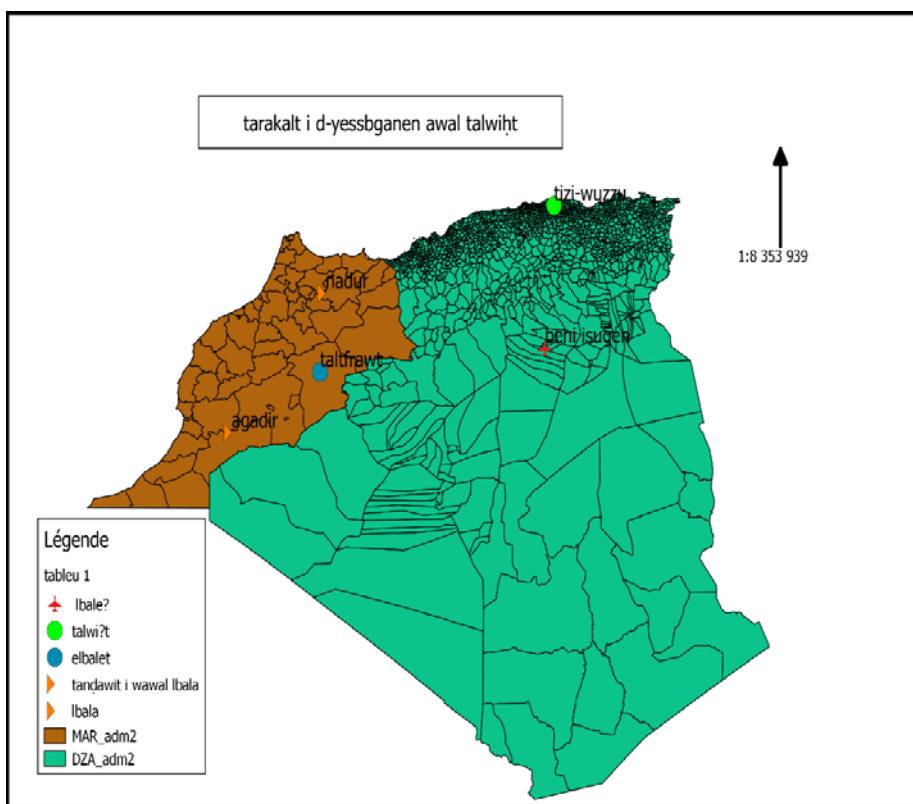 tarakalt i d-yessbganen awal talwiḥt
tizi-wuzzu
1:8 353 939
nadur
beni isugen
taltfrawt
agadir
Légende
tableu 1
lbale?
talwi?t
elbalet
tanḍawit i wawal lbala
lbala
MAR_adm2
DZA_adm2